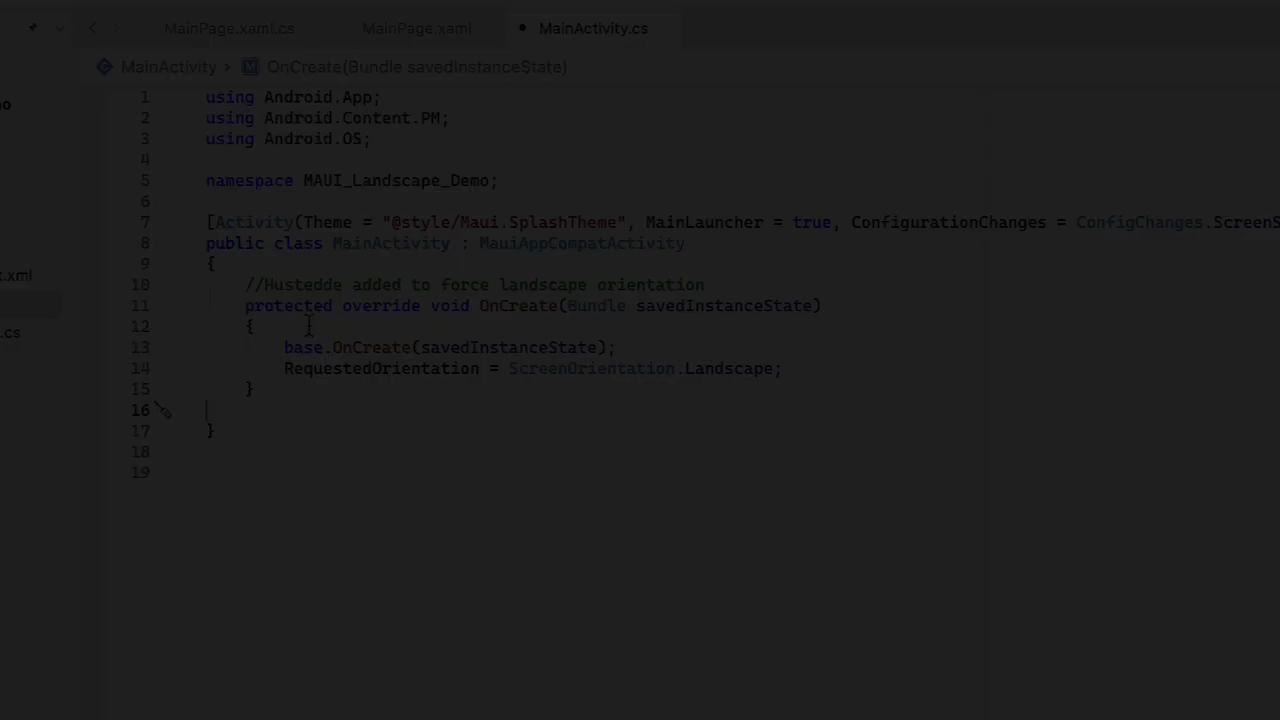 MainPage.xaml.cs MainPage.xaml MainActivity.cs
MainActivity › OnCreate(Bundle savedInstanceState)
1 using Android.App;
2 using Android.Content.PM;
3 using Android.OS;
4
5 namespace MAUI_Landscape_Demo;
6
7 [Activity(Theme = "@style/Maui.SplashTheme", MainLauncher = true, ConfigurationChanges = ConfigChanges.ScreenS
8 public class MainActivity : MauiAppCompatActivity
9 {
10 //Hustedde added to force landscape orientation
11 protected override void OnCreate(Bundle savedInstanceState)
12 {
13 base.OnCreate(savedInstanceState);
14 RequestedOrientation = ScreenOrientation.Landscape;
15 }
16
17 }
18
19
t.xml
.cs